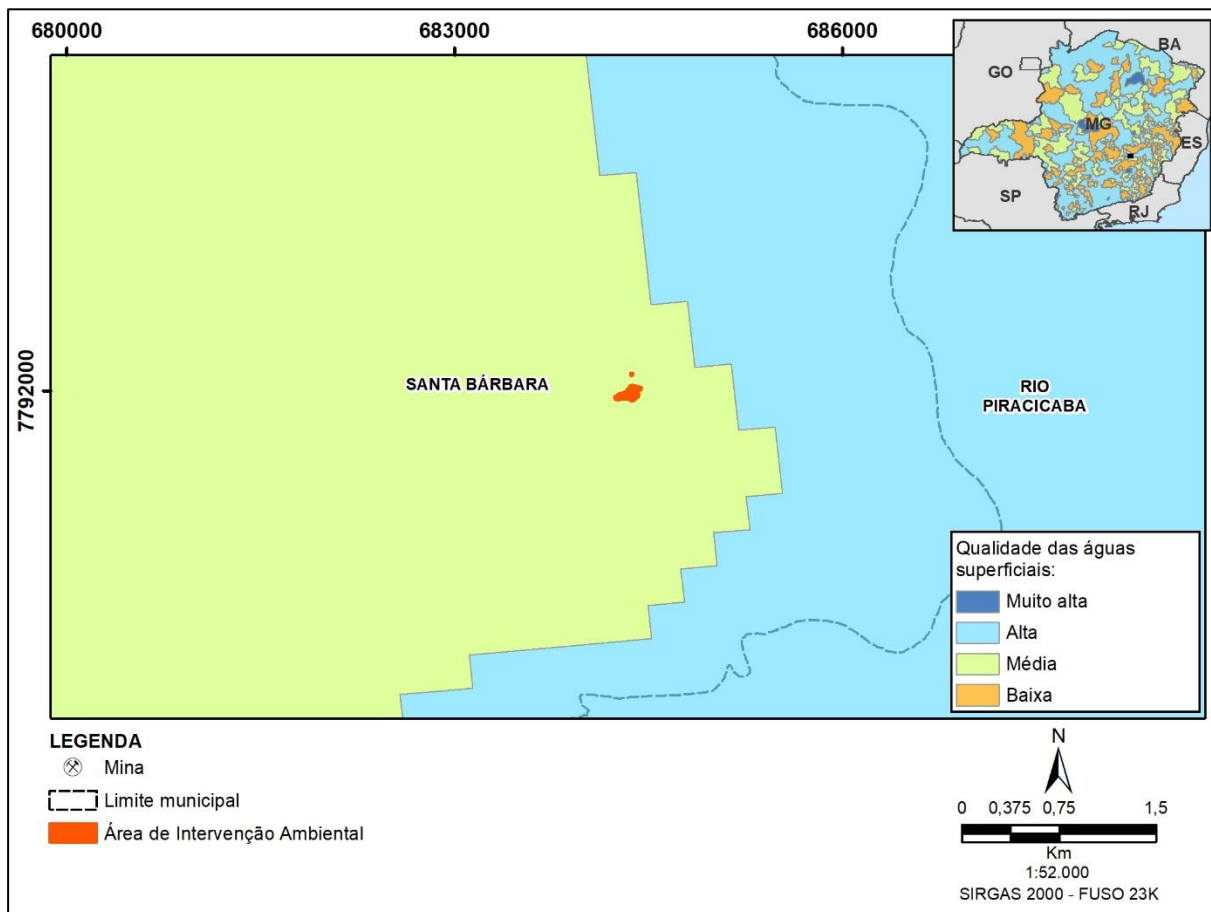 680000
683000
686000
7792000
BA
GO
MG
ES
SP
RJ
SANTA BÁRBARA
RIO
PIRACICABA
Qualidade das águas
superficiais:
Muito alta
Alta
Média
Baixa
LEGENDA
Mina
Limite municipal
Área de Intervenção Ambiental
N
0 0,375 0,75 1,5
Km
1:52.000
SIRGAS 2000 - FUSO 23K